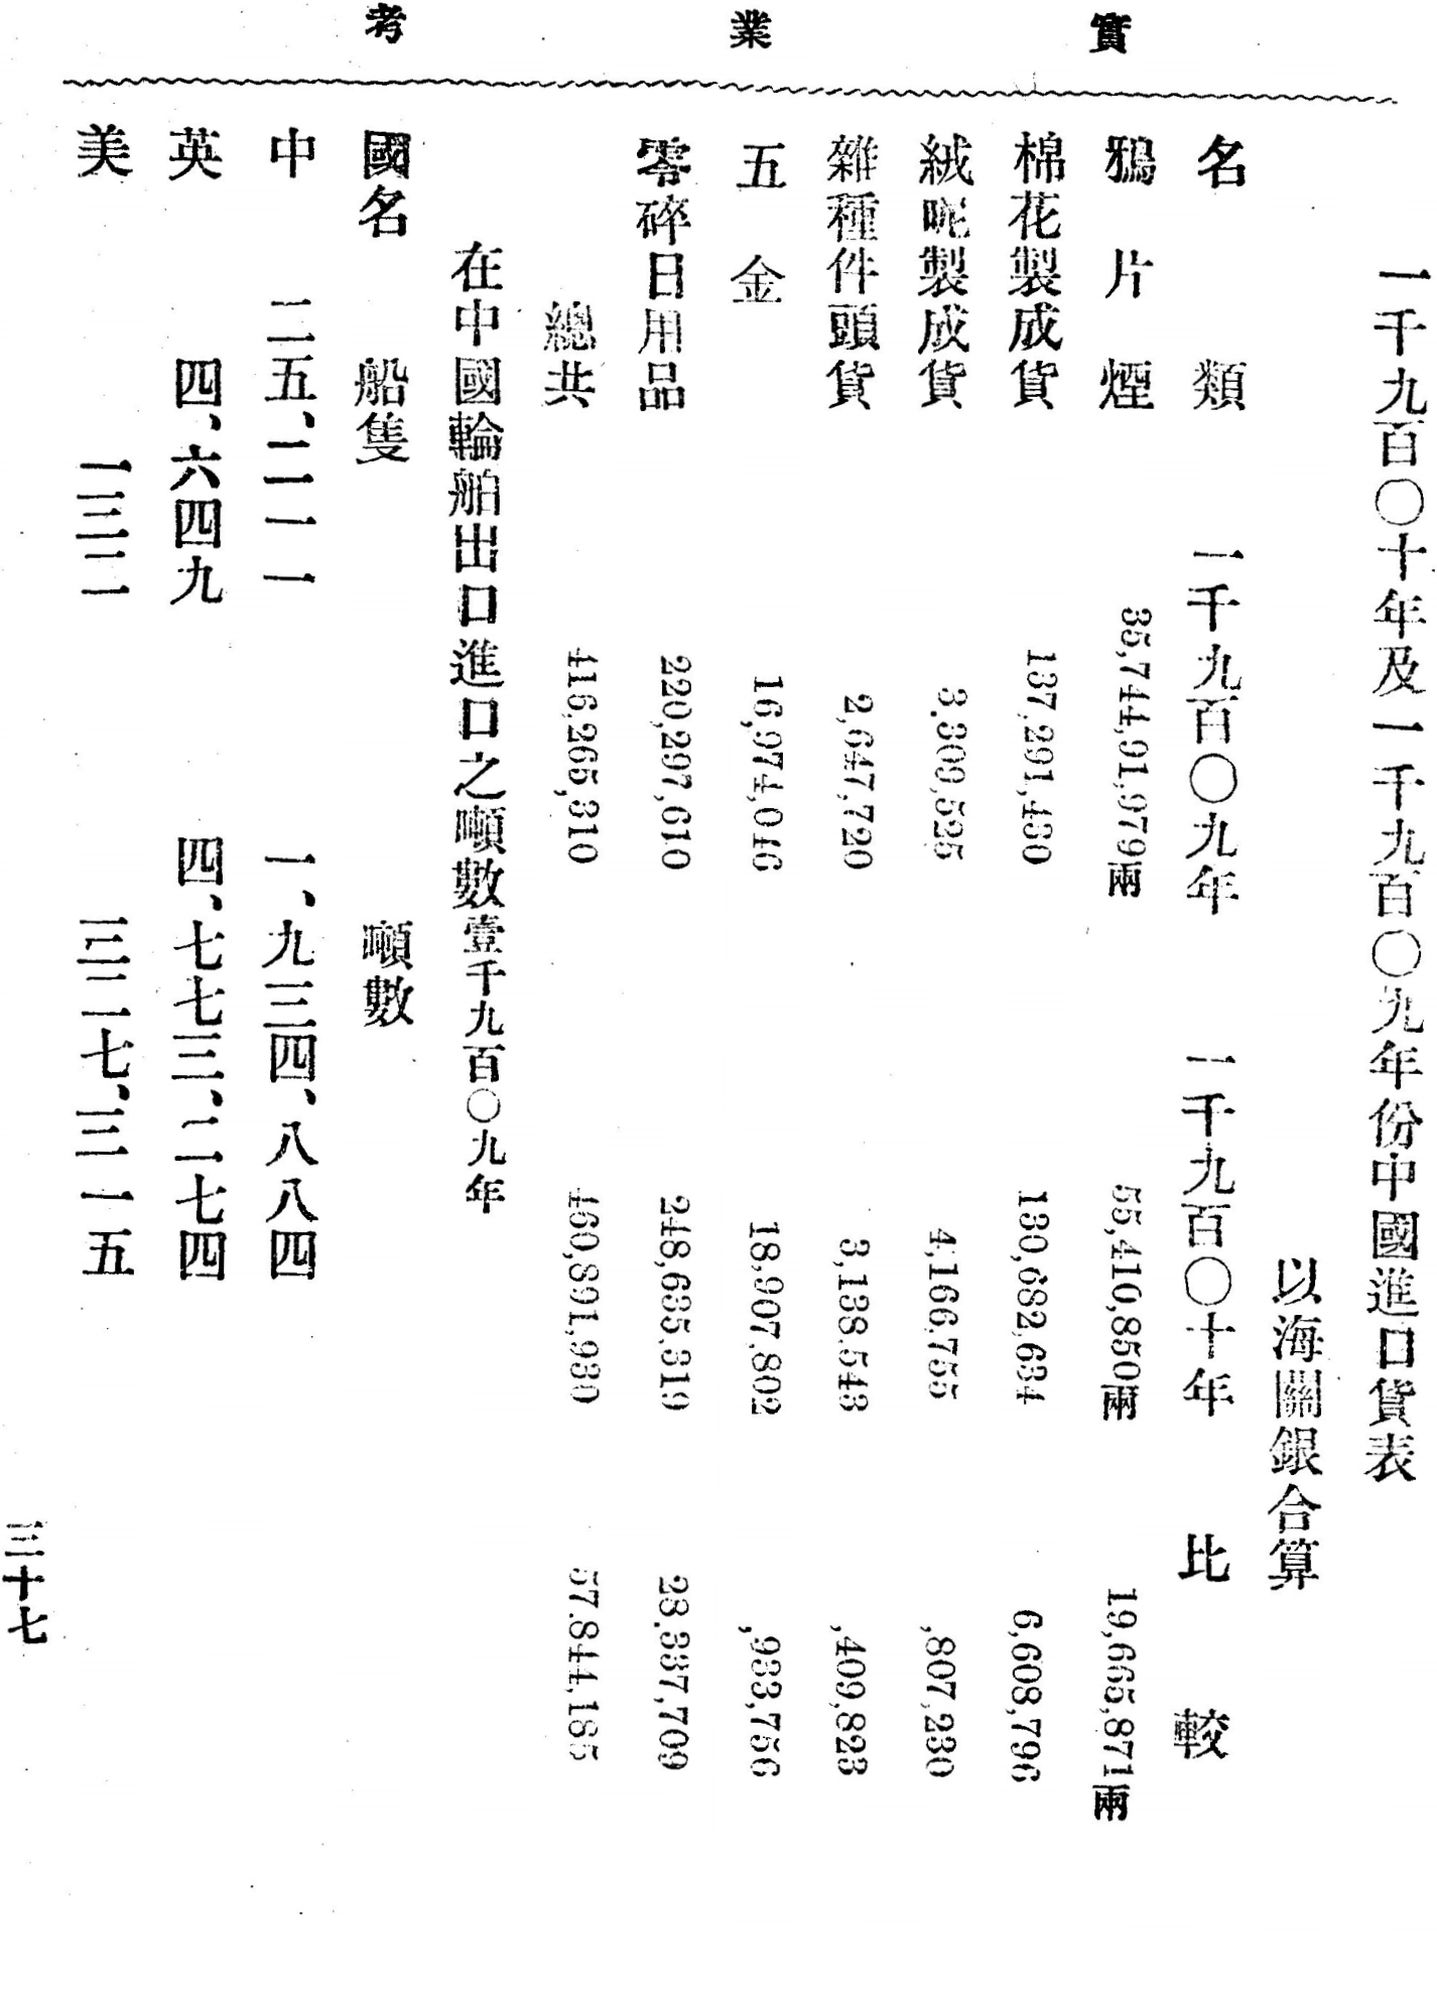 實業考
一千九百〇十年及一千九百〇九年份中國進口貨表
以海關銀合算
名類 一千九百〇九年 一千九百〇十年 比較
鴉片煙 35,744,91,979兩 55,410,850兩 19,665,871兩
棉花製成貨 137,291,430 130,682,634 6,608,796
絨呢製成貨 3,309,525 4,166,755 ,807,230
雜種件頭貨 2,647,720 3,138,543 ,409,823
五金 16,974,046 18,907,802 ,933,756
零碎日用品 220,297,610 248,635,319 28,337,709
總共 416,265,310 460,891,930 57,844,185
在中國輪船出口進口之噸數壹千九百〇九年
國名 船隻 噸數
中 二五、二一一 一、九三四、八八四
英 四、六四九 四、七七三、二七四
美 一三二 三二七、三一五
三十七